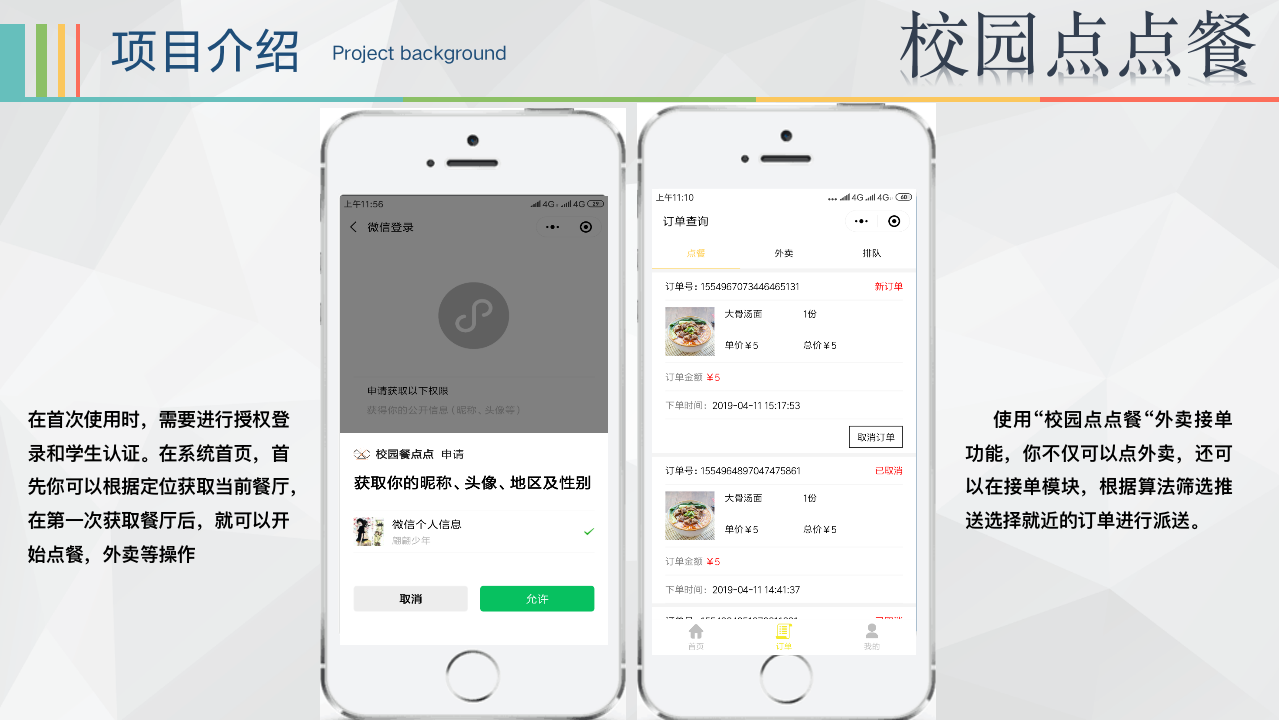 项目介绍
Project background
校园点点餐
在首次使用时，需要进行授权登
录和学生认证。在系统首页，首
先你可以根据定位获取当前餐厅，
在第一次获取餐厅后，就可以开
始点餐，外卖等操作
上午11:56
4G 4G 29
微信登录
申请获取以下权限
获得你的公开信息（昵称、头像等）
校园餐点点 申请
获取你的昵称、头像、地区及性别
微信个人信息
翩翩少年
取消
允许
上午11:10
4G 4G 60
订单查询
点餐 外卖 排队
订单号：1554967073446465131 新订单
大骨汤面 1份
单价￥5 总价￥5
订单金额 ￥5
下单时间：2019-04-11 15:17:53
取消订单
订单号：1554964897047475861 已取消
大骨汤面 1份
单价￥5 总价￥5
订单金额 ￥5
下单时间：2019-04-11 14:41:37
首页 订单 我的
使用“校园点点餐“外卖接单
功能，你不仅可以点外卖，还可
以在接单模块，根据算法筛选推
送选择就近的订单进行派送。